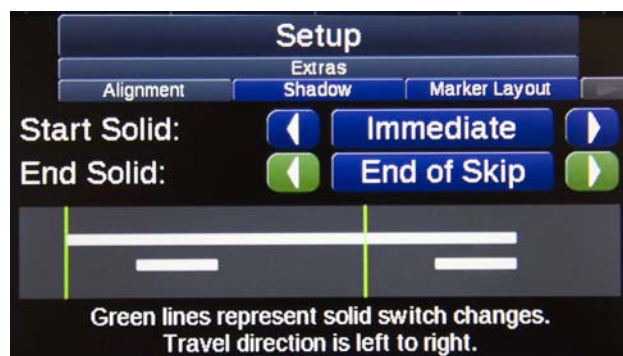 Setup
Extras
Alignment Shadow Marker Layout
Start Solid: Immediate
End Solid: End of Skip
Green lines represent solid switch changes.
Travel direction is left to right.